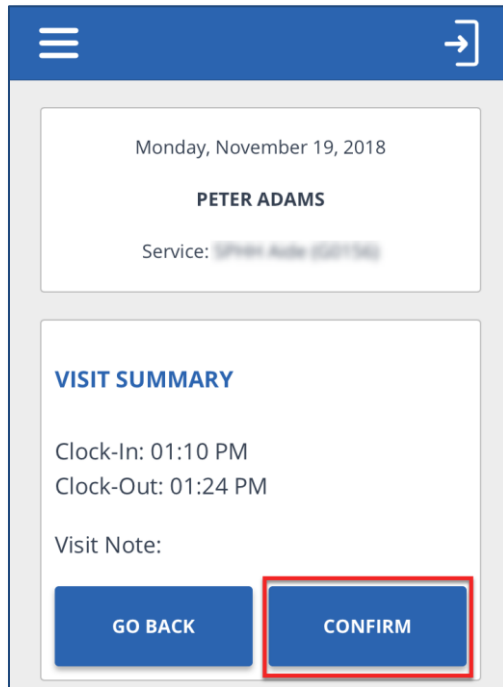 Monday, November 19, 2018
PETER ADAMS
Service:
VISIT SUMMARY
Clock-In: 01:10 PM
Clock-Out: 01:24 PM
Visit Note:
GO BACK
CONFIRM